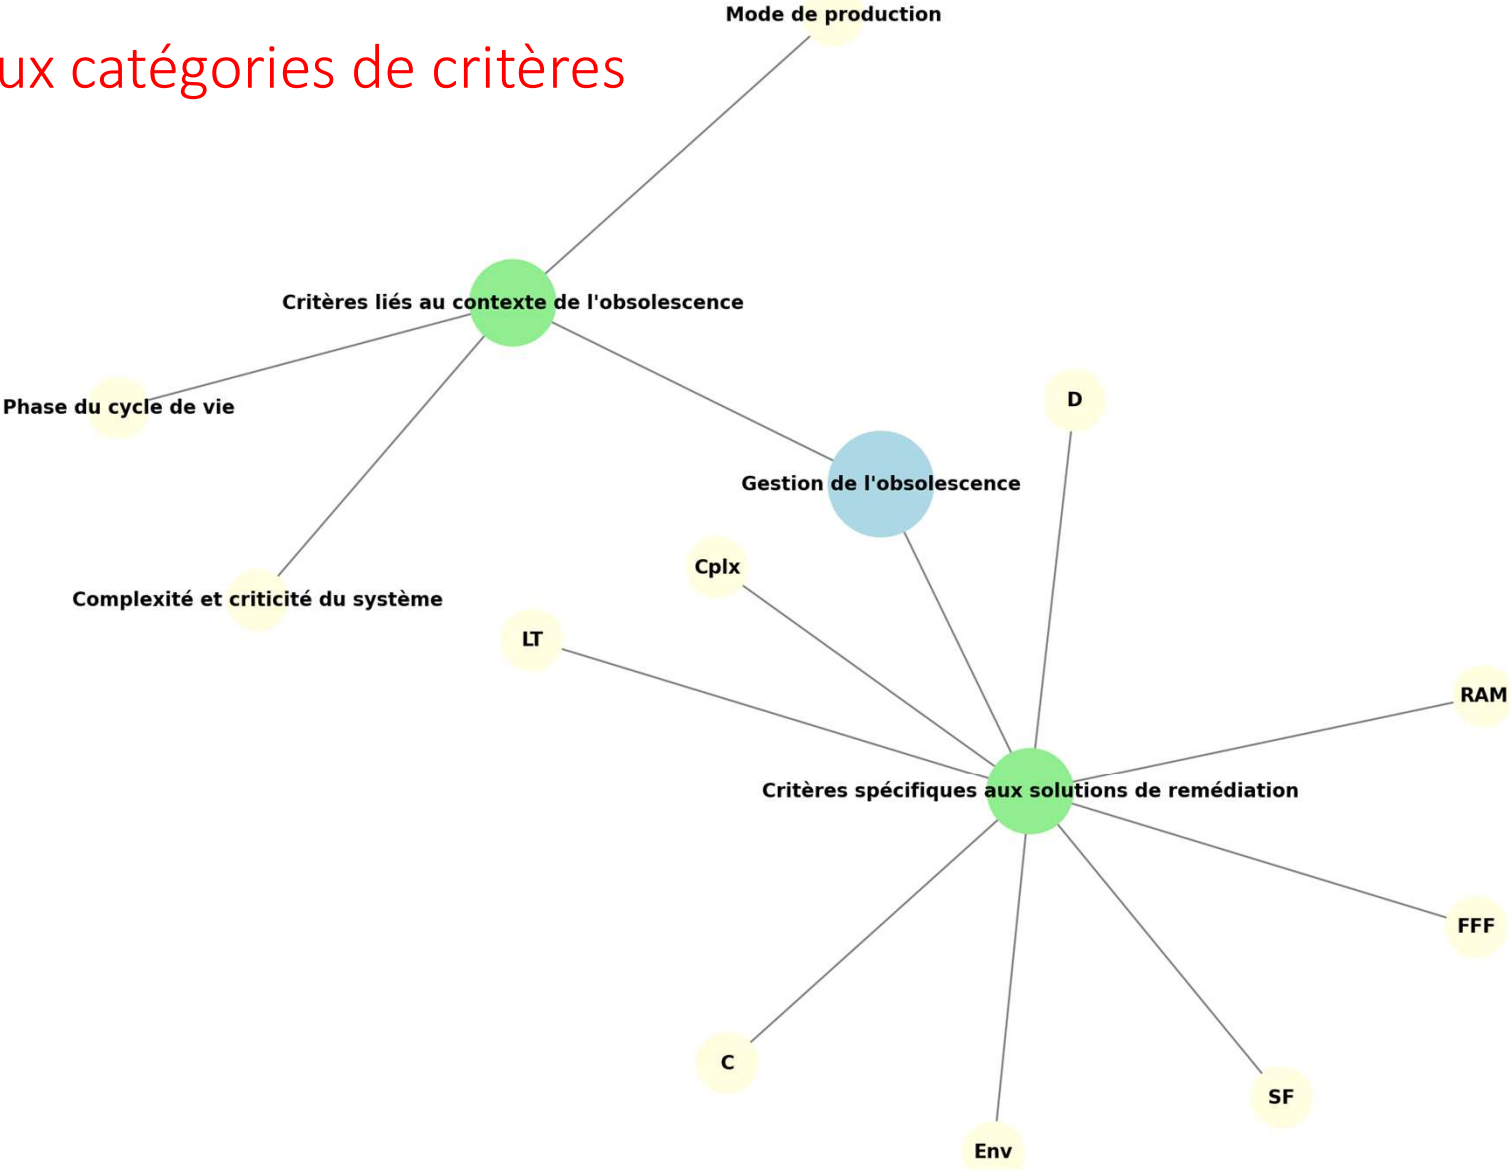 Mode de production
ux catégories de critères
Critères liés au contexte de l'obsolescence
Phase du cycle de vie
D
Gestion de l'obsolescence
Cplx
Complexité et criticité du système
LT
RAM
Critères spécifiques aux solutions de remédiation
FFF
C
SF
Env